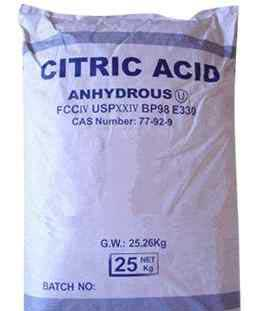 CITRIC ACID
ANHYDROUS Ⓤ
FCCIV USPXXIV BP98 E330
CAS Number: 77-92-9
G.W.: 25.26Kg
25 NET Kg
BATCH NO: